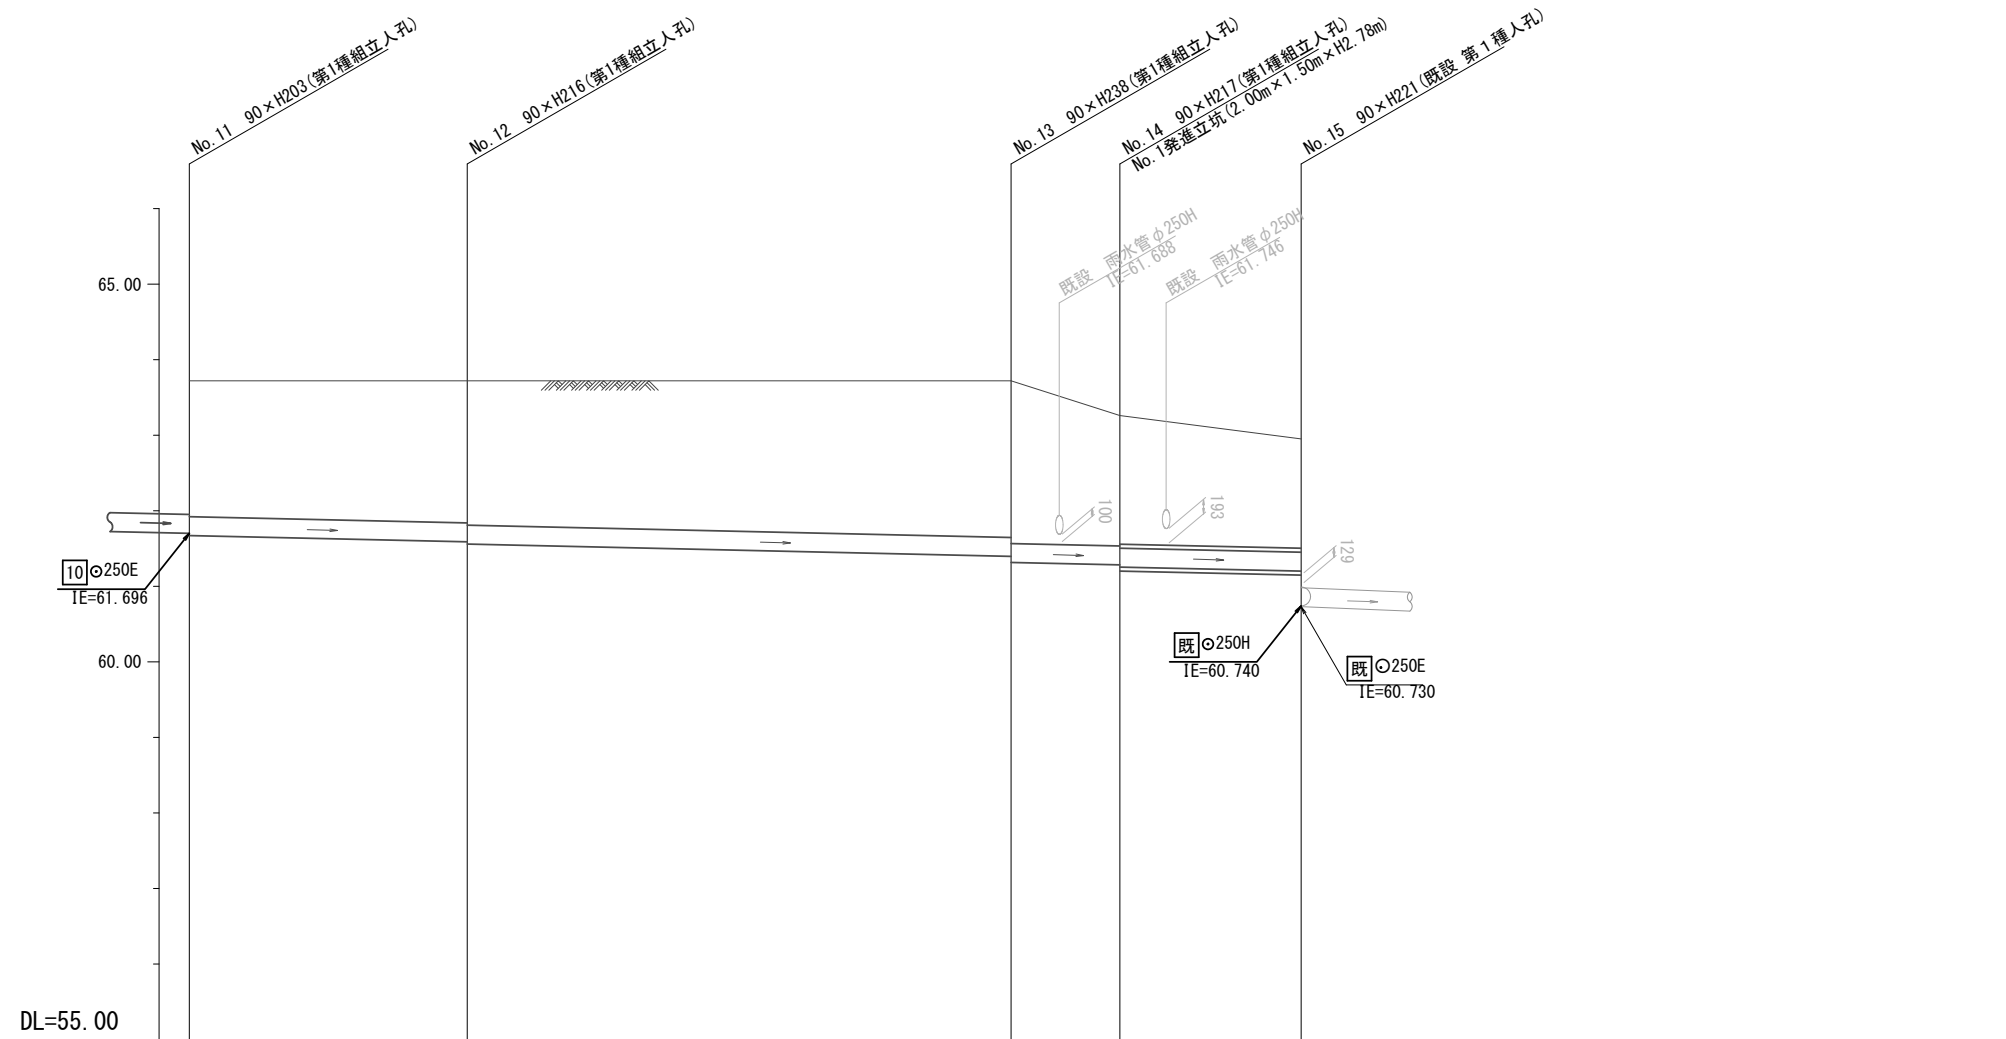 No.11　90×H203(第1種組立人孔)
No.12　90×H216(第1種組立人孔)
No.13　90×H238(第1種組立人孔)
No.14　90×H217(第1種組立人孔)
No.1発進立坑(2.00m×1.50m×H2.78m)
No.15　90×H221(既設 第１種人孔)
既設　雨水管φ250H
IE=61.688
既設　雨水管φ250H
IE=61.746
65.00
100
193
129
10 ⊙250E
IE=61.696
既 ⊙250H
IE=60.740
60.00
既 ⊙250E
IE=60.730
DL=55.00